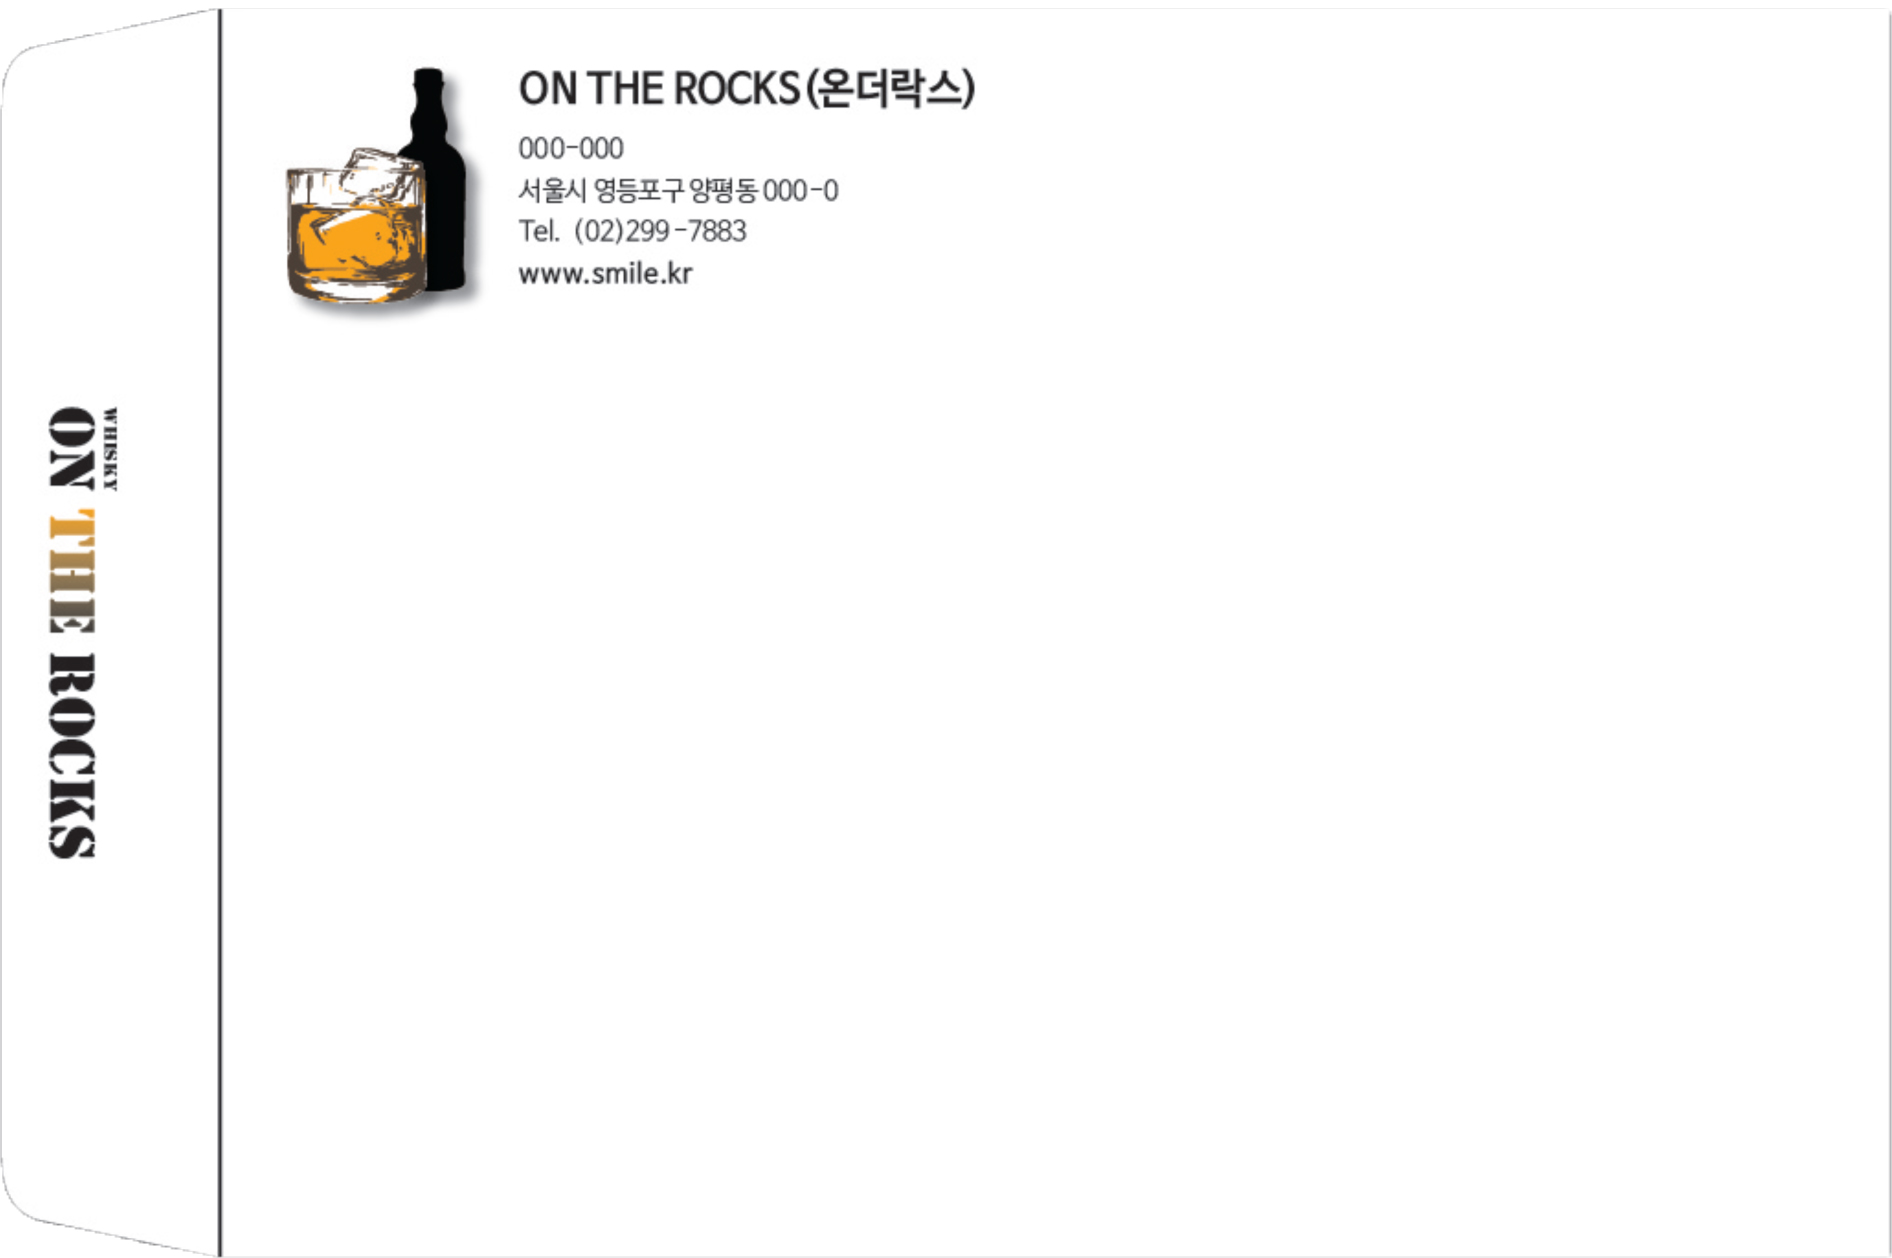 ON THE ROCKS(온더락스)
000-000
서울시 영등포구 양평동 000-0
Tel. (02)299-7883
www.smile.kr
WHISKY
ON THE ROCKS